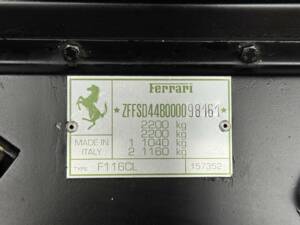 Ferrari
*ZFFSD44B000098161*
2200 kg
2200 kg
1 1040 kg
2 1160 kg
MADE IN
ITALY
TYPE F116CL 157352